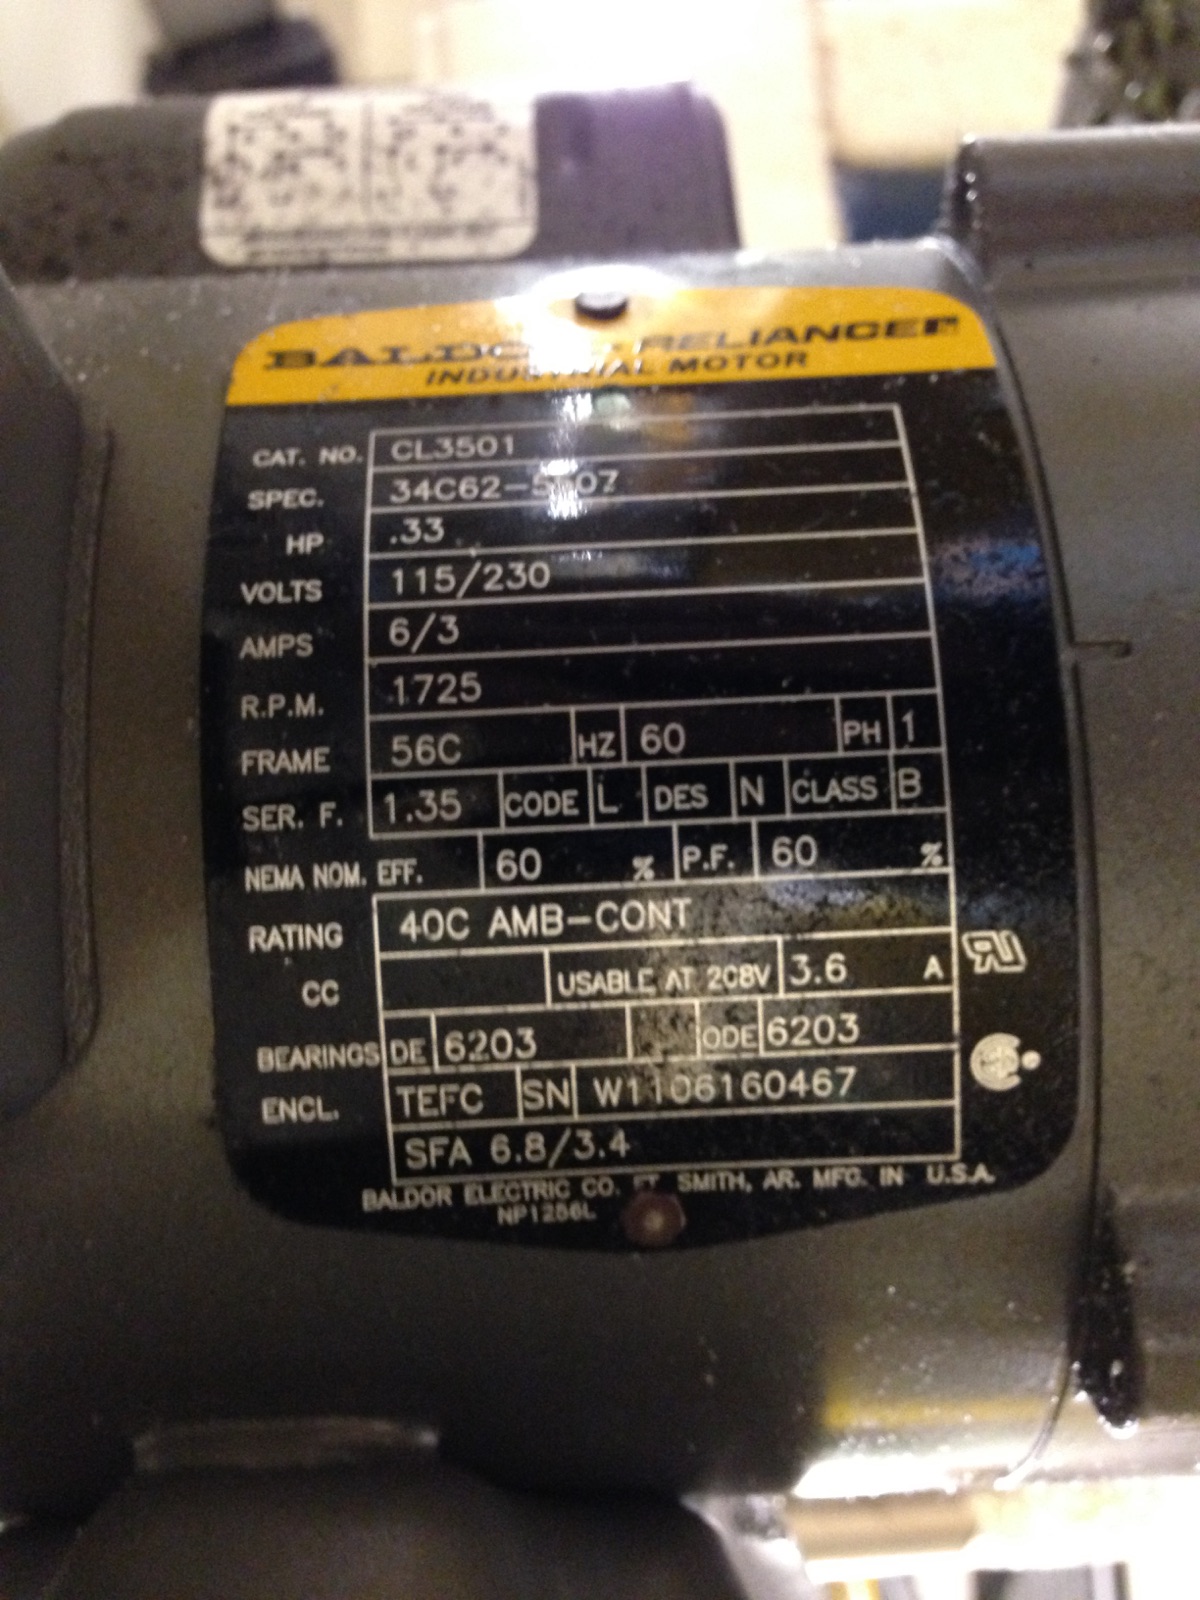 BALDOR • RELIANCER
INDUSTRIAL MOTOR
CAT. NO. CL3501
SPEC.
HP .33
VOLTS 115/230
AMPS 6/3
R.P.M. 1725
FRAME 56C HZ 60 PH 1
SER. F. 1.35 CODE L DES N CLASS B
NEMA NOM. EFF. 60 % P.F. 60 %
RATING 40C AMB-CONT
CC USABLE AT 208V 3.6 A
BEARINGS DE 6203 ODE 6203
ENCL. TEFC SN W1106160467
SFA 6.8/3.4
BALDOR ELECTRIC CO. FT. SMITH, AR. MFG. IN U.S.A.
NP1256L